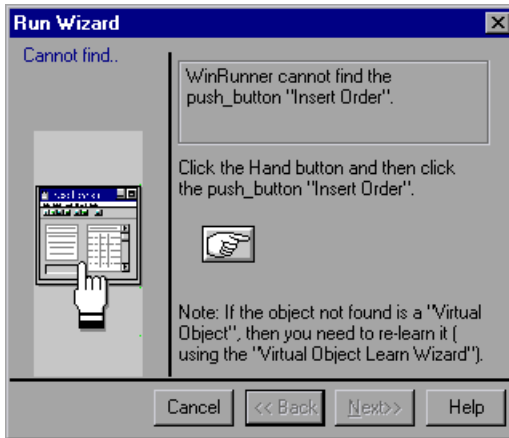 Run Wizard
Cannot find..
WinRunner cannot find the
push_button "Insert Order".
Click the Hand button and then click
the push_button "Insert Order".
Note: If the object not found is a "Virtual
Object", then you need to re-learn it (
using the "Virtual Object Learn Wizard").
Cancel
<< Back
Next>>
Help